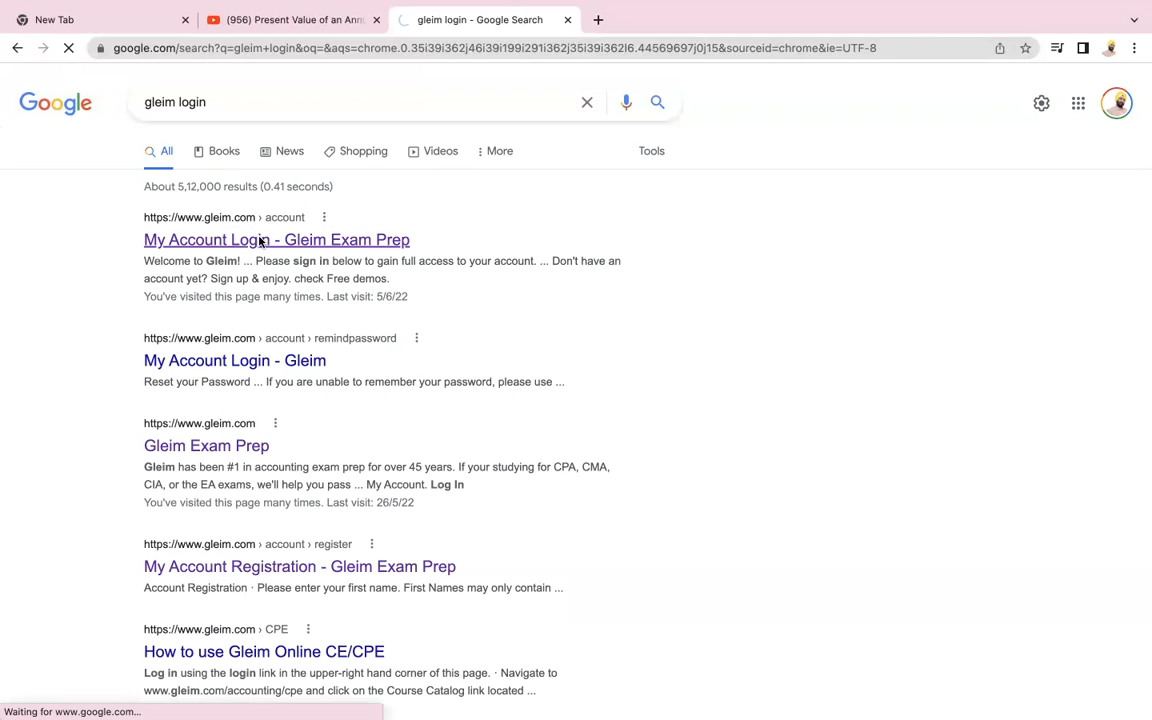 New Tab
(956) Present Value of an Ann
gleim login - Google Search
google.com/search?q=gleim+login&oq=&aqs=chrome.0.35i39i362j46i39i199i291i362j35i39i362l6.44569697j0j15&sourceid=chrome&ie=UTF-8
Google
gleim login
All
Books
News
Shopping
Videos
More
Tools
About 5,12,000 results (0.41 seconds)
https://www.gleim.com › account
My Account Login - Gleim Exam Prep
Welcome to Gleim! ... Please sign in below to gain full access to your account. ... Don't have an
account yet? Sign up & enjoy. check Free demos.
You've visited this page many times. Last visit: 5/6/22
https://www.gleim.com › account › remindpassword
My Account Login - Gleim
Reset your Password ... If you are unable to remember your password, please use ...
https://www.gleim.com
Gleim Exam Prep
Gleim has been #1 in accounting exam prep for over 45 years. If your studying for CPA, CMA,
CIA, or the EA exams, we'll help you pass ... My Account. Log In
You've visited this page many times. Last visit: 26/5/22
https://www.gleim.com › account › register
My Account Registration - Gleim Exam Prep
Account Registration · Please enter your first name. First Names may only contain ...
https://www.gleim.com › CPE
How to use Gleim Online CE/CPE
Log in using the login link in the upper-right hand corner of this page. · Navigate to
www.gleim.com/accounting/cpe and click on the Course Catalog link located ...
Waiting for www.google.com...